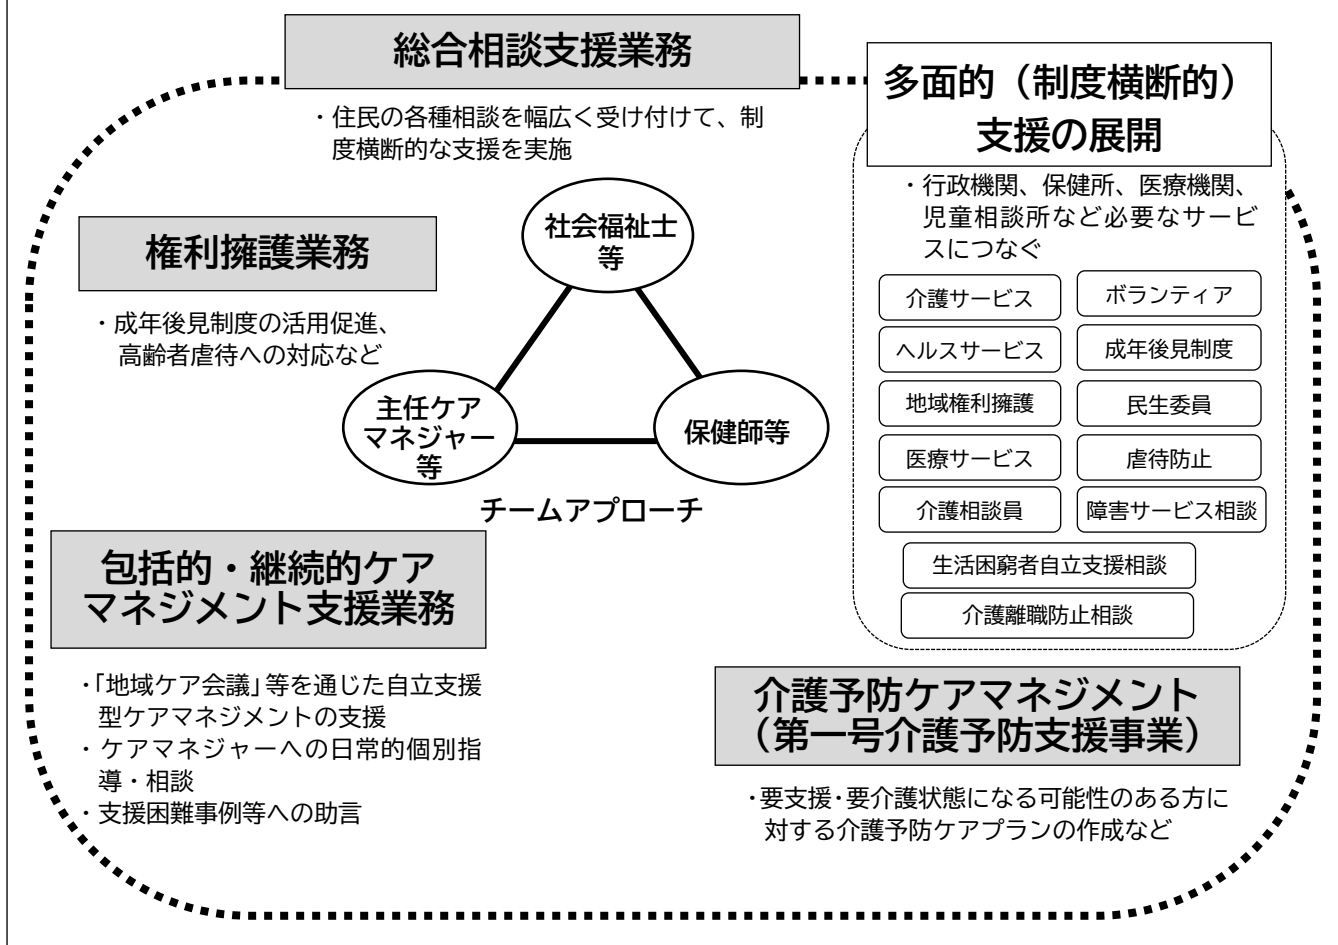 総合相談支援業務
・住民の各種相談を幅広く受け付けて、制
度横断的な支援を実施
多面的（制度横断的）
支援の展開
・行政機関、保健所、医療機関、
児童相談所など必要なサービ
スにつなぐ
介護サービス
ボランティア
ヘルスサービス
成年後見制度
地域権利擁護
民生委員
医療サービス
虐待防止
介護相談員
障害サービス相談
生活困窮者自立支援相談
介護離職防止相談
権利擁護業務
・成年後見制度の活用促進、
高齢者虐待への対応など
社会福祉士
等
主任ケア
マネジャー
等
保健師等
チームアプローチ
包括的・継続的ケア
マネジメント支援業務
・「地域ケア会議」等を通じた自立支援
型ケアマネジメントの支援
・ケアマネジャーへの日常的個別指
導・相談
・支援困難事例等への助言
介護予防ケアマネジメント
（第一号介護予防支援事業）
・要支援・要介護状態になる可能性のある方に
対する介護予防ケアプランの作成など